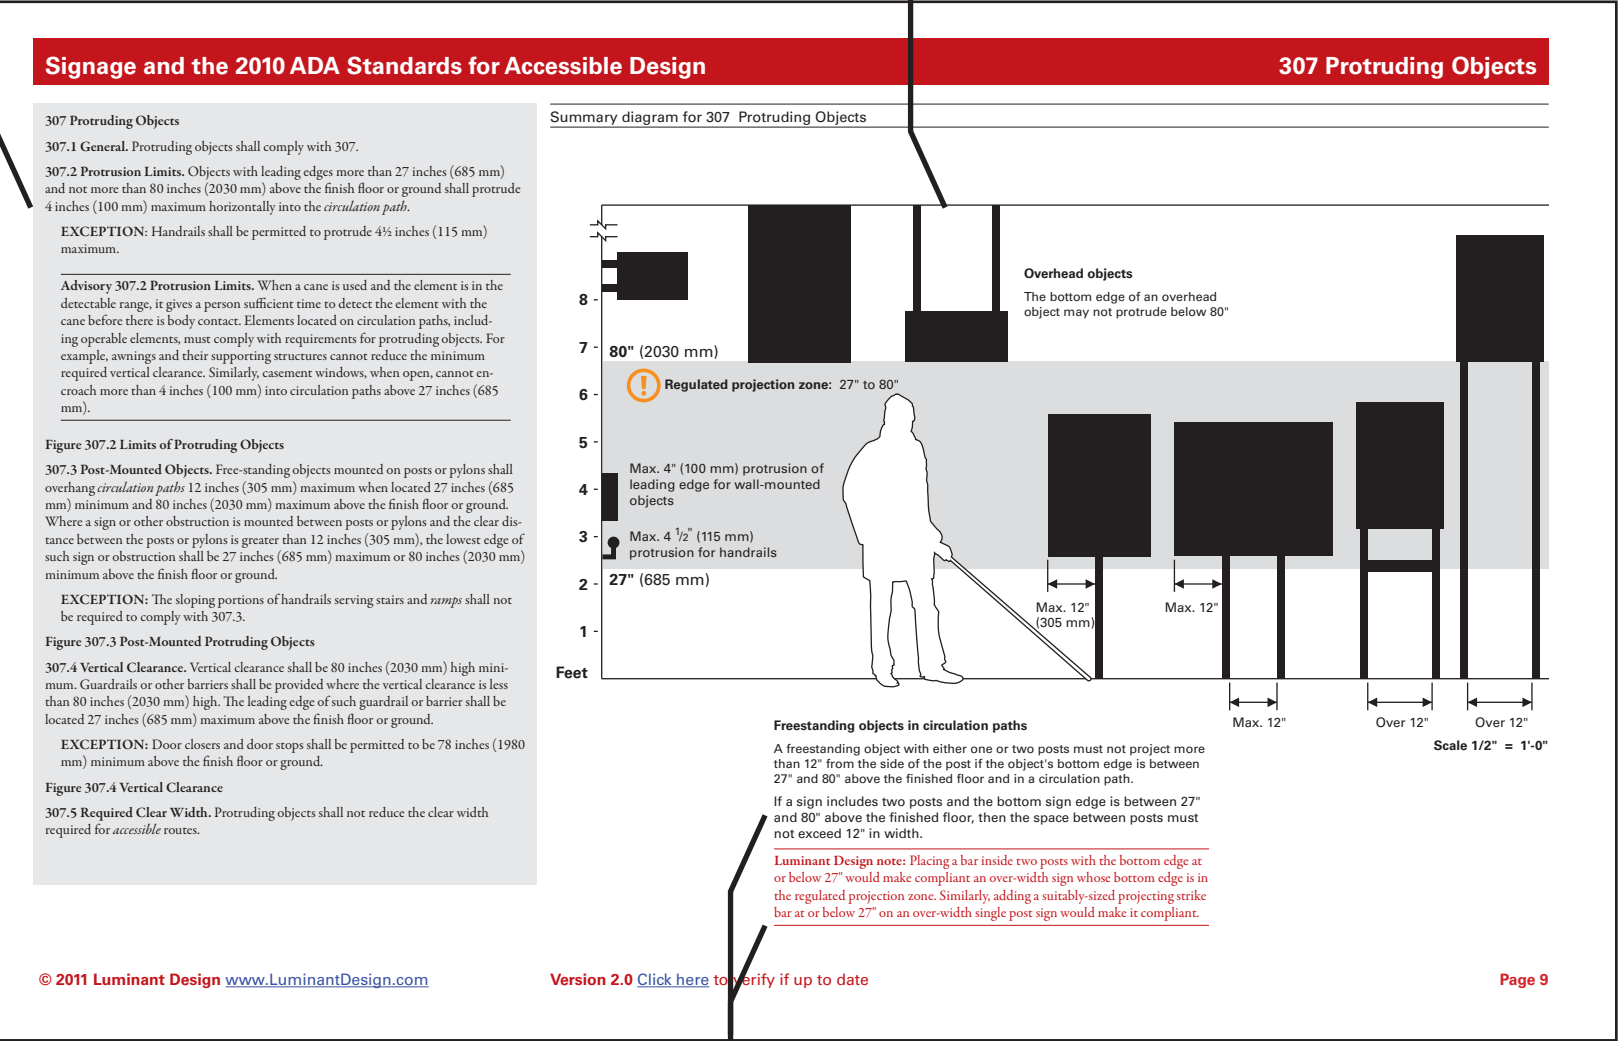 Signage and the 2010 ADA Standards for Accessible Design
307 Protruding Objects
307 Protruding Objects
307.1 General. Protruding objects shall comply with 307.
307.2 Protrusion Limits. Objects with leading edges more than 27 inches (685 mm)
and not more than 80 inches (2030 mm) above the finish floor or ground shall protrude
4 inches (100 mm) maximum horizontally into the circulation path.
EXCEPTION: Handrails shall be permitted to protrude 4½ inches (115 mm)
maximum.
Advisory 307.2 Protrusion Limits. When a cane is used and the element is in the
detectable range, it gives a person sufficient time to detect the element with the
cane before there is body contact. Elements located on circulation paths, includ-
ing operable elements, must comply with requirements for protruding objects. For
example, awnings and their supporting structures cannot reduce the minimum
required vertical clearance. Similarly, casement windows, when open, cannot en-
croach more than 4 inches (100 mm) into circulation paths above 27 inches (685
mm).
Figure 307.2 Limits of Protruding Objects
307.3 Post-Mounted Objects. Free-standing objects mounted on posts or pylons shall
overhang circulation paths 12 inches (305 mm) maximum when located 27 inches (685
mm) minimum and 80 inches (2030 mm) maximum above the finish floor or ground.
Where a sign or other obstruction is mounted between posts or pylons and the clear dis-
tance between the posts or pylons is greater than 12 inches (305 mm), the lowest edge of
such sign or obstruction shall be 27 inches (685 mm) maximum or 80 inches (2030 mm)
minimum above the finish floor or ground.
EXCEPTION: The sloping portions of handrails serving stairs and ramps shall not
be required to comply with 307.3.
Figure 307.3 Post-Mounted Protruding Objects
307.4 Vertical Clearance. Vertical clearance shall be 80 inches (2030 mm) high mini-
mum. Guardrails or other barriers shall be provided where the vertical clearance is less
than 80 inches (2030 mm) high. The leading edge of such guardrail or barrier shall be
located 27 inches (685 mm) maximum above the finish floor or ground.
EXCEPTION: Door closers and door stops shall be permitted to be 78 inches (1980
mm) minimum above the finish floor or ground.
Figure 307.4 Vertical Clearance
307.5 Required Clear Width. Protruding objects shall not reduce the clear width
required for accessible routes.
Summary diagram for 307 Protruding Objects
Overhead objects
The bottom edge of an overhead
object may not protrude below 80"
8 -
7 -
80" (2030 mm)
! Regulated projection zone: 27" to 80"
6 -
5 -
Max. 4" (100 mm) protrusion of
leading edge for wall-mounted
objects
4 -
3 -
Max. 4 1/2" (115 mm)
protrusion for handrails
2 -
27" (685 mm)
1 -
Feet
Max. 12"
(305 mm)
Max. 12"
Max. 12"
Over 12"
Over 12"
Scale 1/2" = 1'-0"
Freestanding objects in circulation paths
A freestanding object with either one or two posts must not project more
than 12" from the side of the post if the object's bottom edge is between
27" and 80" above the finished floor and in a circulation path.
If a sign includes two posts and the bottom sign edge is between 27"
and 80" above the finished floor, then the space between posts must
not exceed 12" in width.
Luminant Design note: Placing a bar inside two posts with the bottom edge at
or below 27" would make compliant an over-width sign whose bottom edge is in
the regulated projection zone. Similarly, adding a suitably-sized projecting strike
bar at or below 27" on an over-width single post sign would make it compliant.
© 2011 Luminant Design www.LuminantDesign.com
Version 2.0 Click here to verify if up to date
Page 9